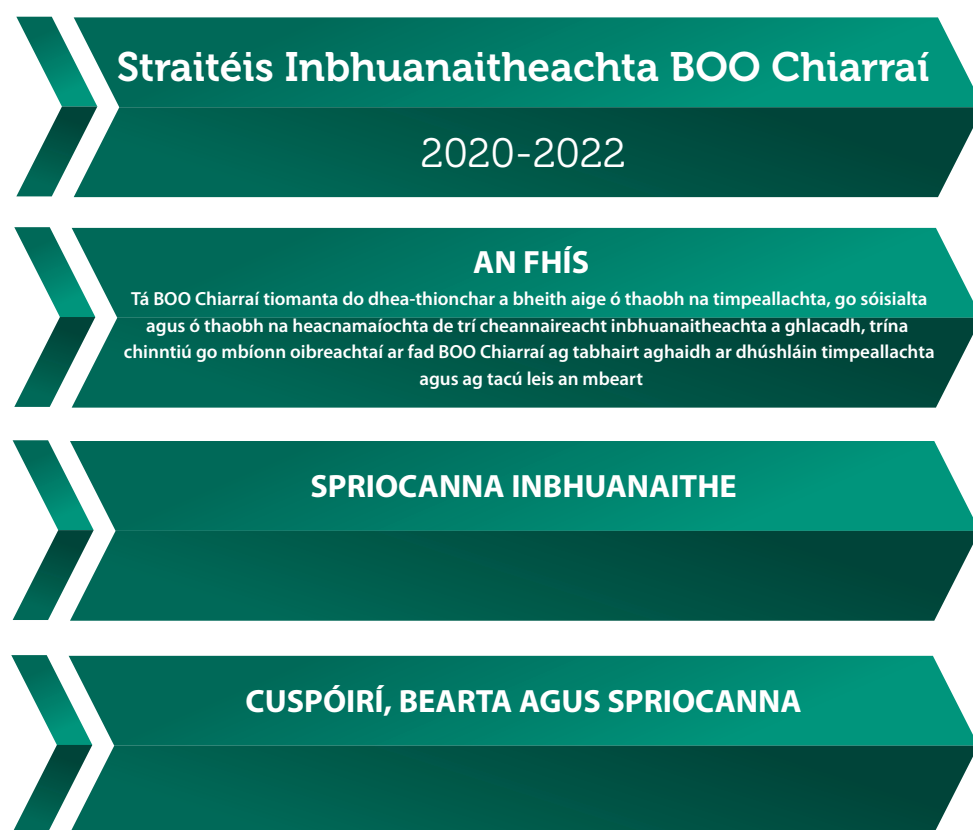 Straitéis Inbhuanaitheachta BOO Chiarraí
2020-2022
AN FHÍS
Tá BOO Chiarraí tiomanta do dhea-thionchar a bheith aige ó thaobh na timpeallachta, go sóisialta
agus ó thaobh na heacnamaíochta de trí cheannaireacht inbhuanaitheachta a ghlacadh, trína
chinntiú go mbíonn oibreachtaí ar fad BOO Chiarraí ag tabhairt aghaidh ar dhúshláin timpeallachta
agus ag tacú leis an mbeart
SPRIOCANNA INBHUANAITHE
CUSPÓIRÍ, BEARTA AGUS SPRIOCANNA